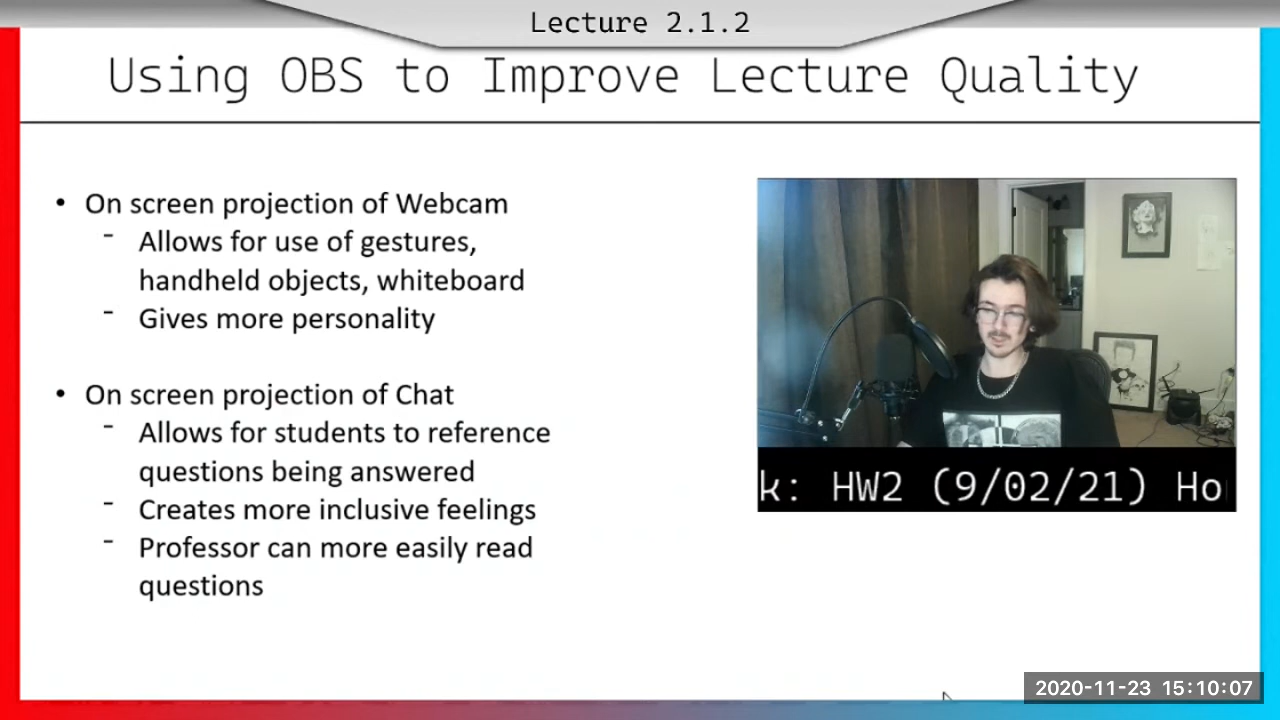 Lecture 2.1.2
Using OBS to Improve Lecture Quality
• On screen projection of Webcam
- Allows for use of gestures,
handheld objects, whiteboard
- Gives more personality
• On screen projection of Chat
- Allows for students to reference
questions being answered
- Creates more inclusive feelings
- Professor can more easily read
questions
k: HW2 (9/02/21) Ho
2020-11-23 15:10:07